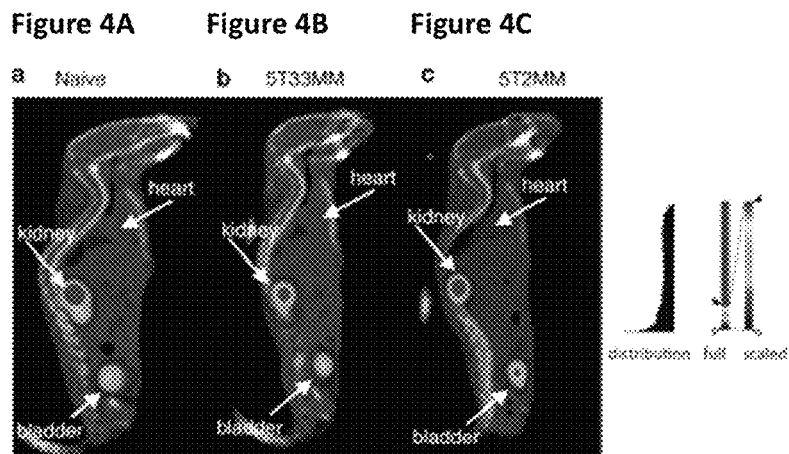 Figure 4A Figure 4B Figure 4C
a Naive b 5T33MM c 5T2MM
heart heart heart
kidney kidney kidney
distribution full scaled
bladder bladder bladder